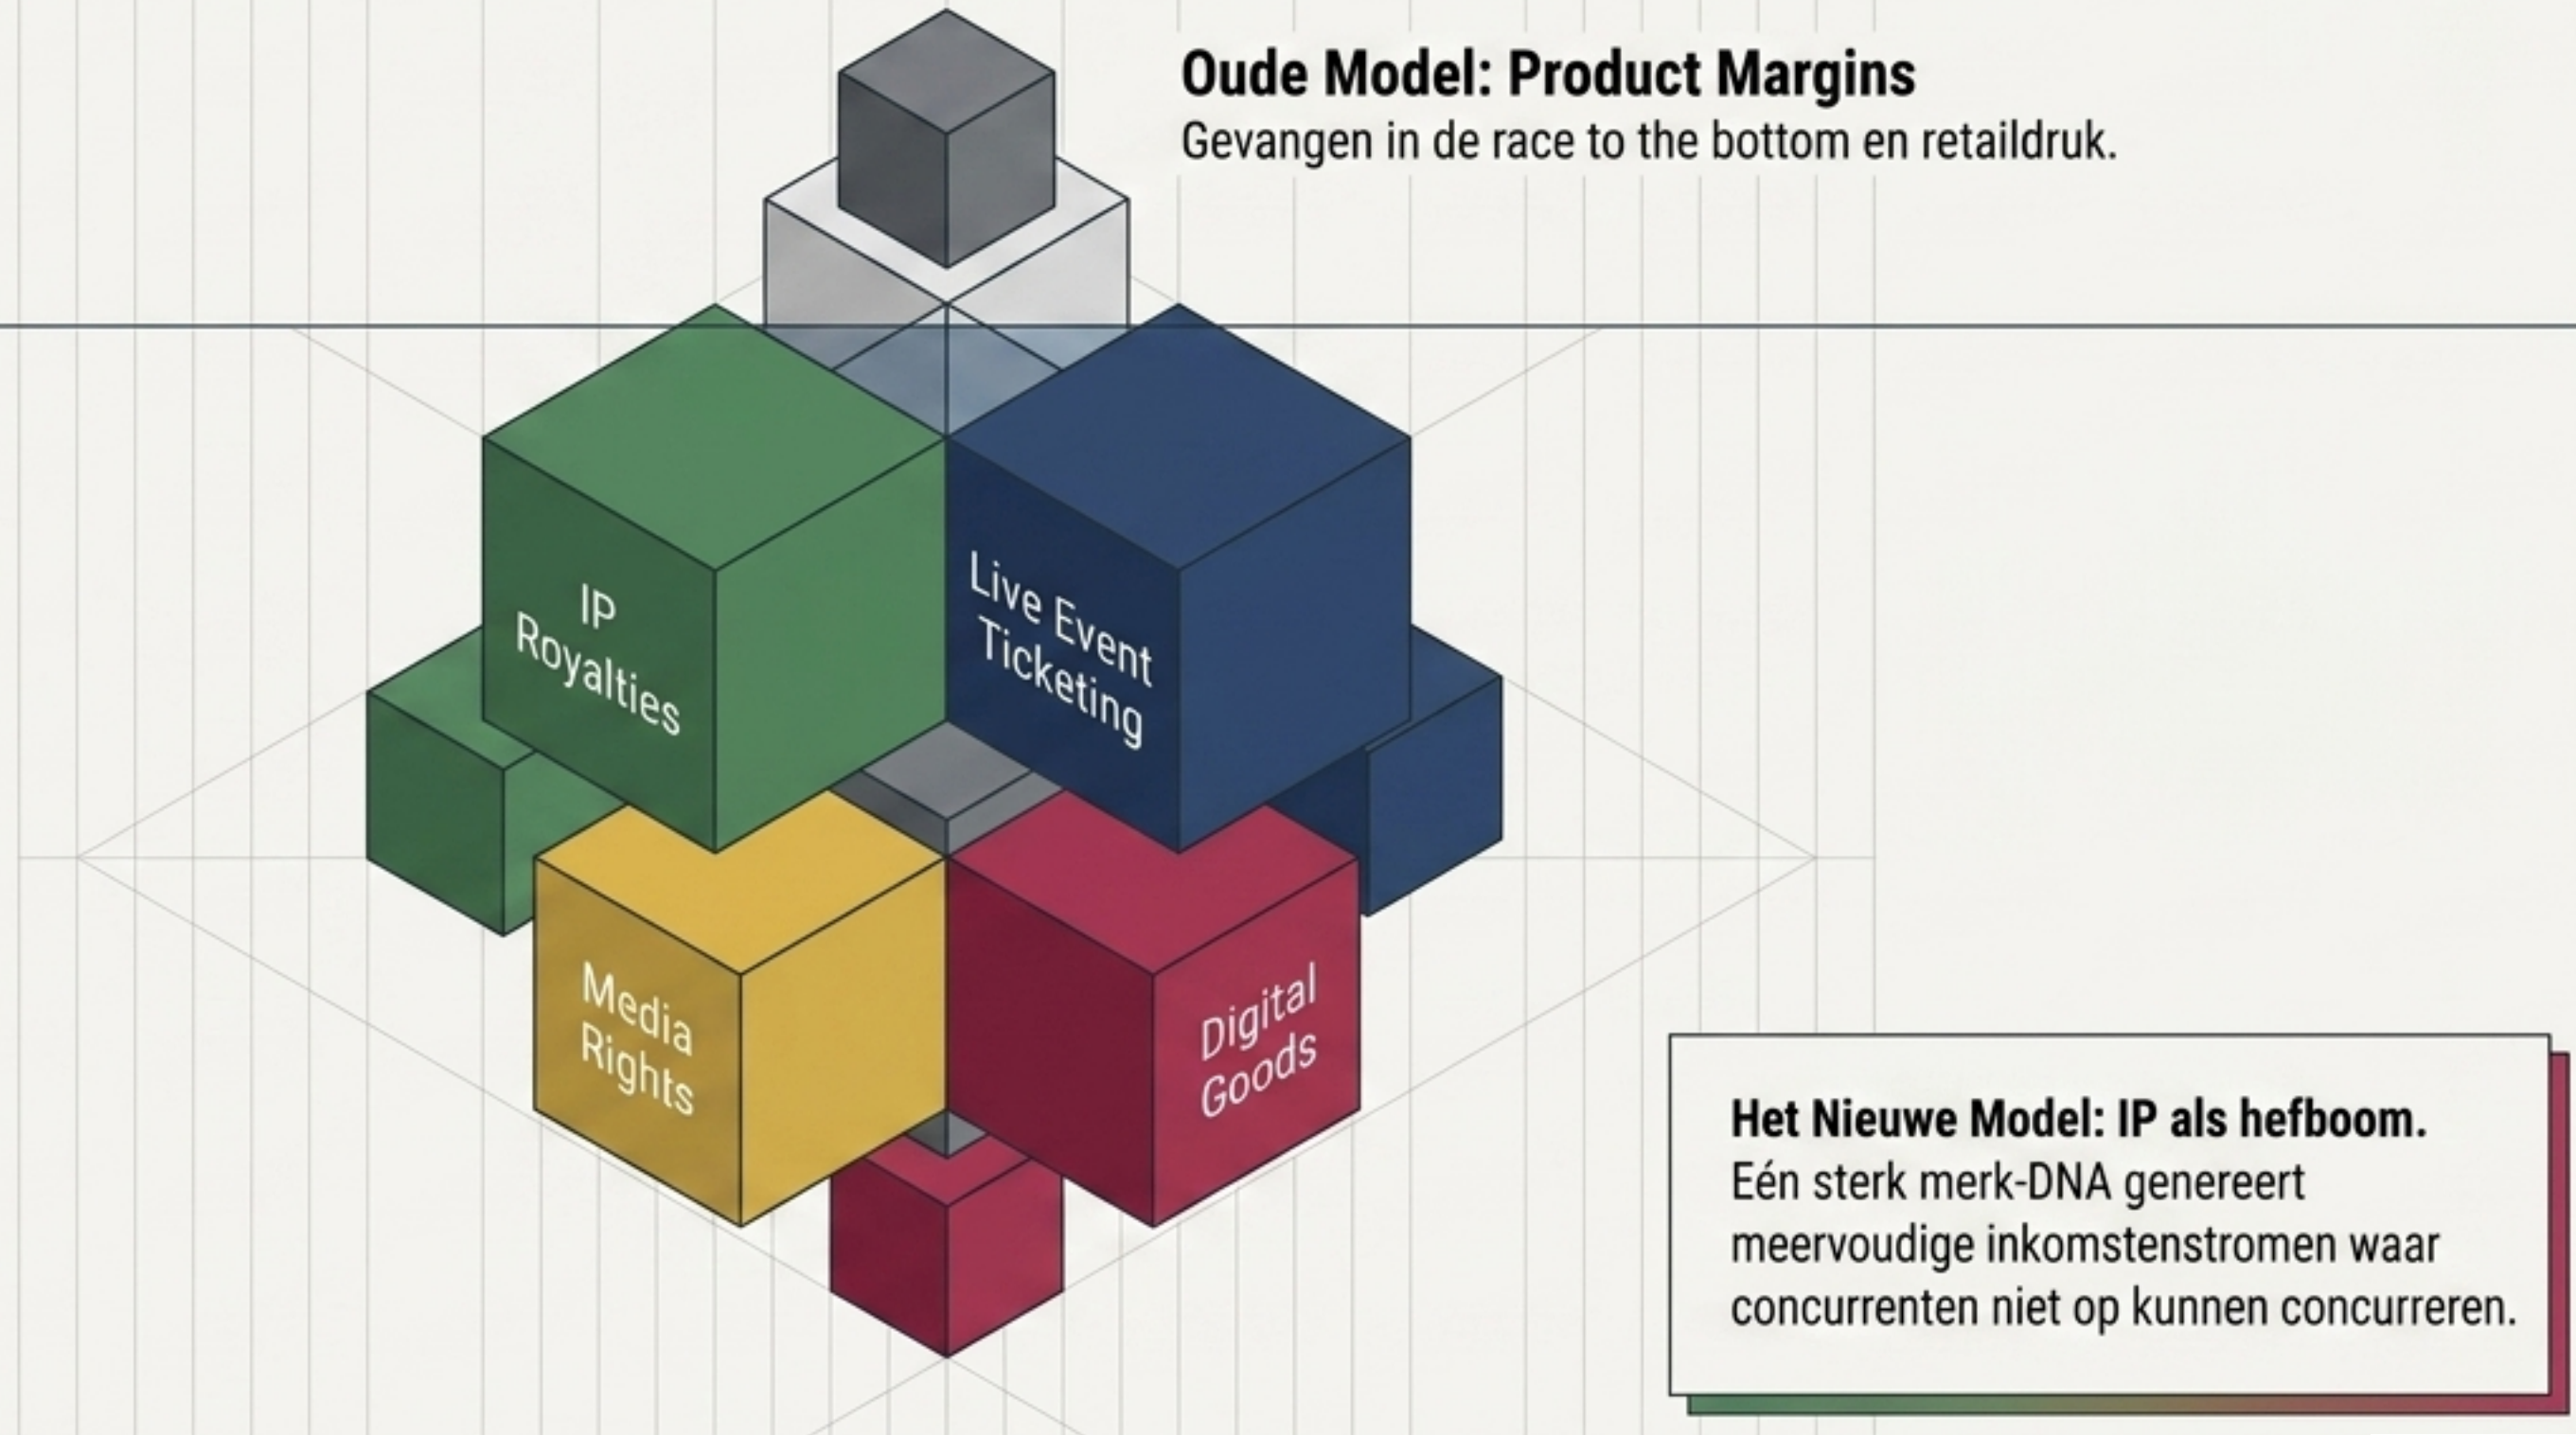 Oude Model: Product Margins
Gevangen in de race to the bottom en retaildruk.
IP
Royalties
Live Event
Ticketing
Media
Rights
Digital
Goods
Het Nieuwe Model: IP als hefboom.
Eén sterk merk-DNA genereert
meervoudige inkomstenstromen waar
concurrenten niet op kunnen concurreren.